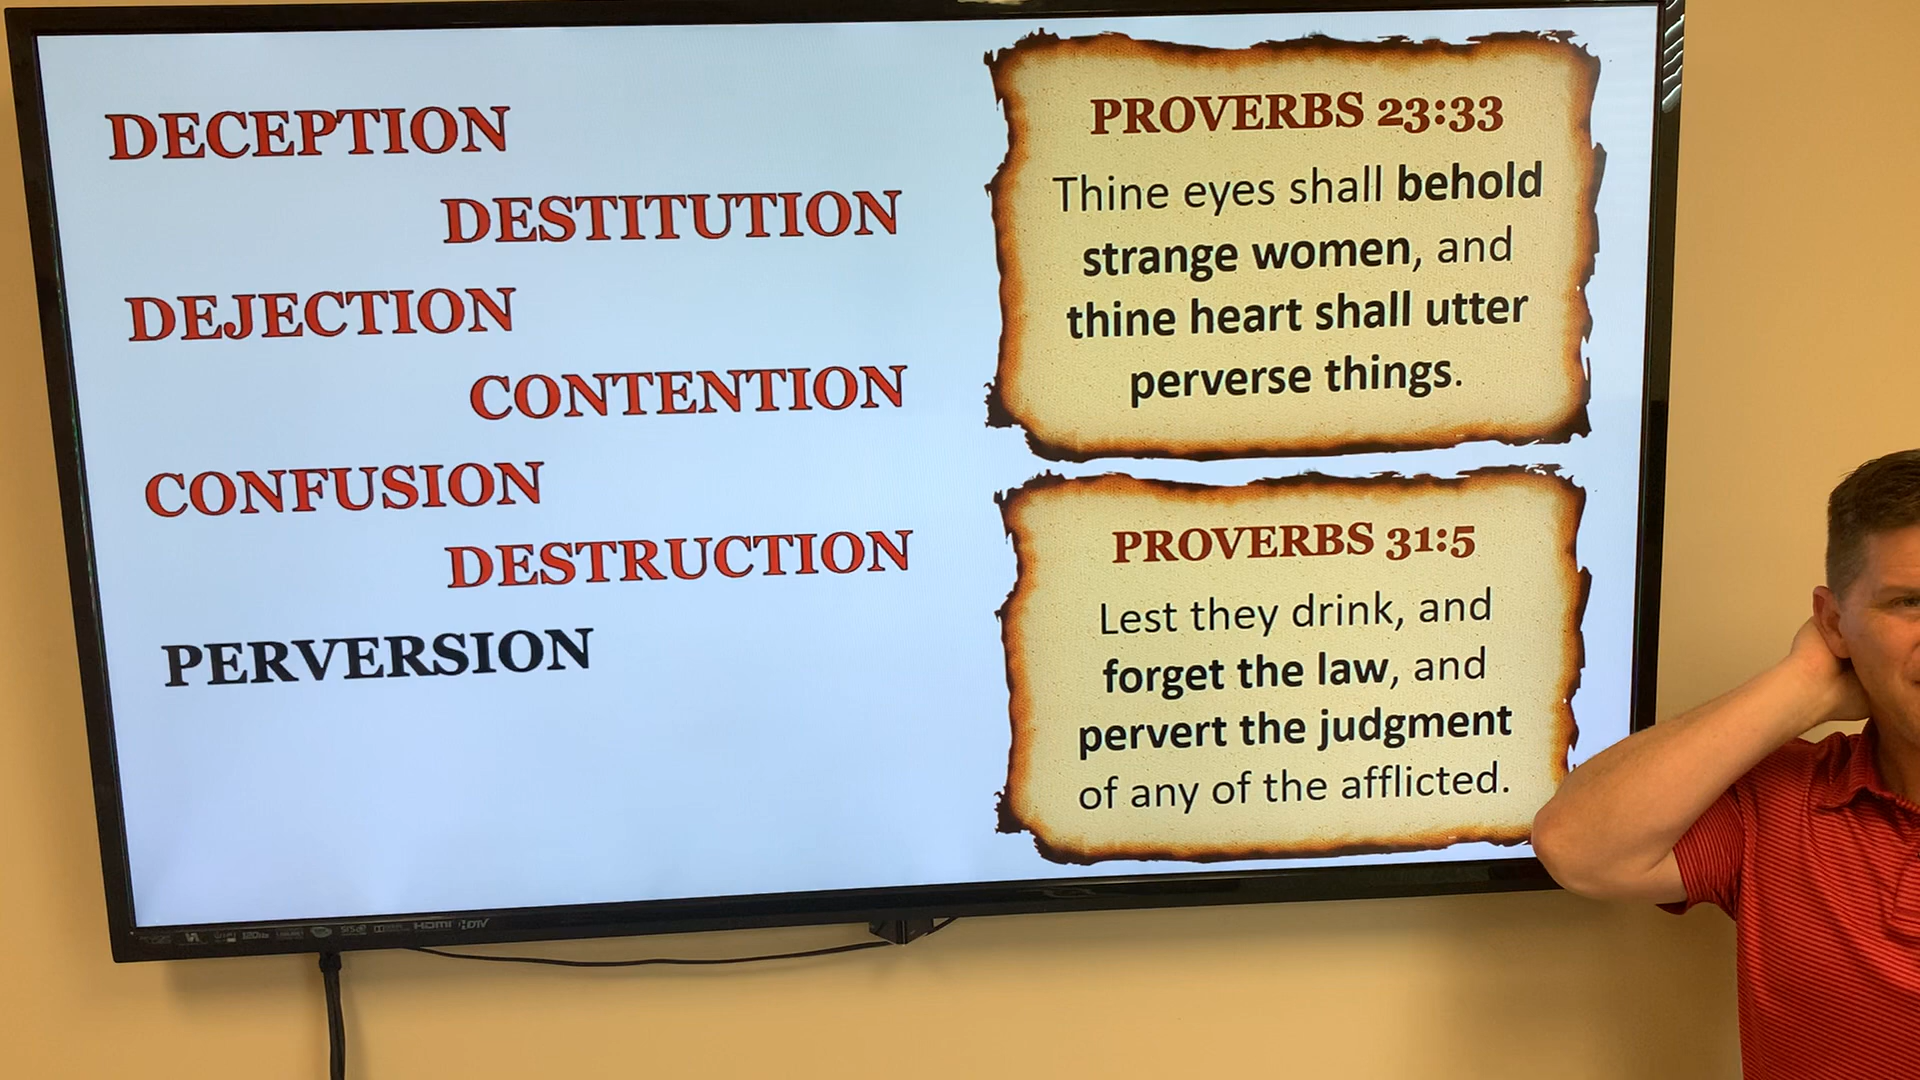 DECEPTION
DESTITUTION
DEJECTION
CONTENTION
CONFUSION
DESTRUCTION
PERVERSION
PROVERBS 23:33
Thine eyes shall behold
strange women, and
thine heart shall utter
perverse things.
PROVERBS 31:5
Lest they drink, and
forget the law, and
pervert the judgment
of any of the afflicted.
HDMI HDTV